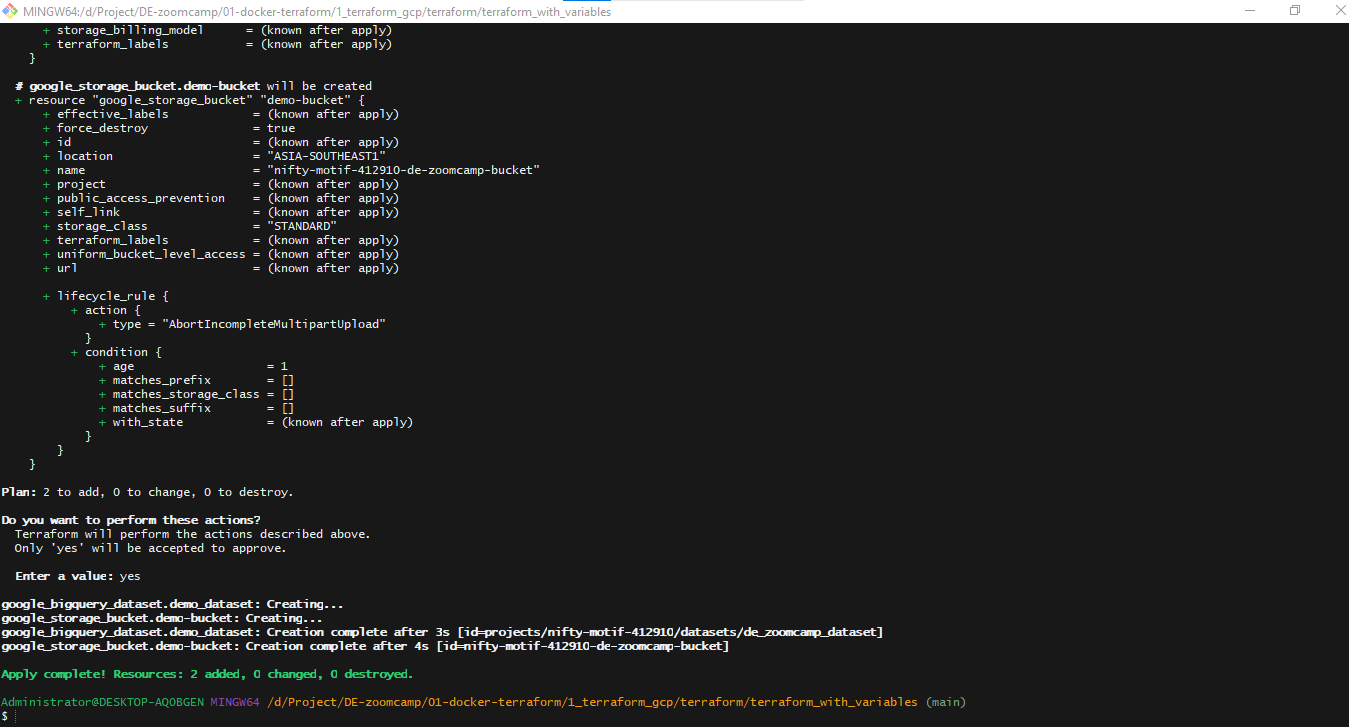 MINGW64:/d/Project/DE-zoomcamp/01-docker-terraform/1_terraform_gcp/terraform/terraform_with_variables
      + storage_billing_model      = (known after apply)
      + terraform_labels           = (known after apply)
    }

  # google_storage_bucket.demo-bucket will be created
  + resource "google_storage_bucket" "demo-bucket" {
      + effective_labels            = (known after apply)
      + force_destroy               = true
      + id                          = (known after apply)
      + location                    = "ASIA-SOUTHEAST1"
      + name                        = "nifty-motif-412910-de-zoomcamp-bucket"
      + project                     = (known after apply)
      + public_access_prevention    = (known after apply)
      + self_link                   = (known after apply)
      + storage_class               = "STANDARD"
      + terraform_labels            = (known after apply)
      + uniform_bucket_level_access = (known after apply)
      + url                         = (known after apply)

      + lifecycle_rule {
          + action {
              + type = "AbortIncompleteMultipartUpload"
            }
          + condition {
              + age                   = 1
              + matches_prefix        = []
              + matches_storage_class = []
              + matches_suffix        = []
              + with_state            = (known after apply)
            }
        }
    }

Plan: 2 to add, 0 to change, 0 to destroy.

Do you want to perform these actions?
  Terraform will perform the actions described above.
  Only 'yes' will be accepted to approve.

  Enter a value: yes

google_bigquery_dataset.demo_dataset: Creating...
google_storage_bucket.demo-bucket: Creating...
google_bigquery_dataset.demo_dataset: Creation complete after 3s [id=projects/nifty-motif-412910/datasets/de_zoomcamp_dataset]
google_storage_bucket.demo-bucket: Creation complete after 4s [id=nifty-motif-412910-de-zoomcamp-bucket]

Apply complete! Resources: 2 added, 0 changed, 0 destroyed.

Administrator@DESKTOP-AQOBGEN MINGW64 /d/Project/DE-zoomcamp/01-docker-terraform/1_terraform_gcp/terraform/terraform_with_variables (main)
$